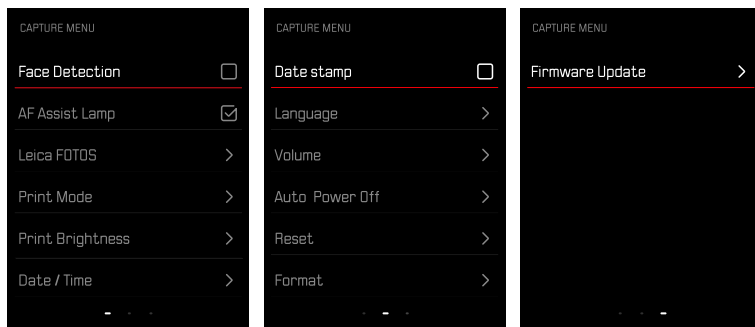 CAPTURE MENU
Face Detection
AF Assist Lamp
Leica FOTOS
Print Mode
Print Brightness
Date / Time
CAPTURE MENU
Date stamp
Language
Volume
Auto Power Off
Reset
Format
CAPTURE MENU
Firmware Update